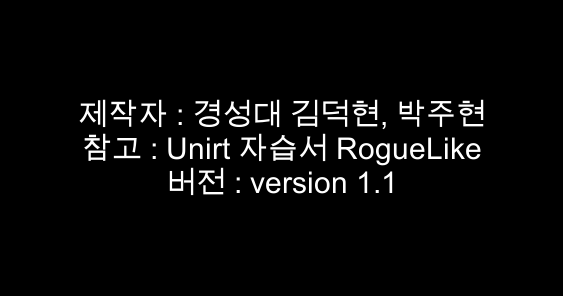 제작자 : 경성대 김덕현, 박주현
참고 : Unirt 자습서 RogueLike
버전 : version 1.1